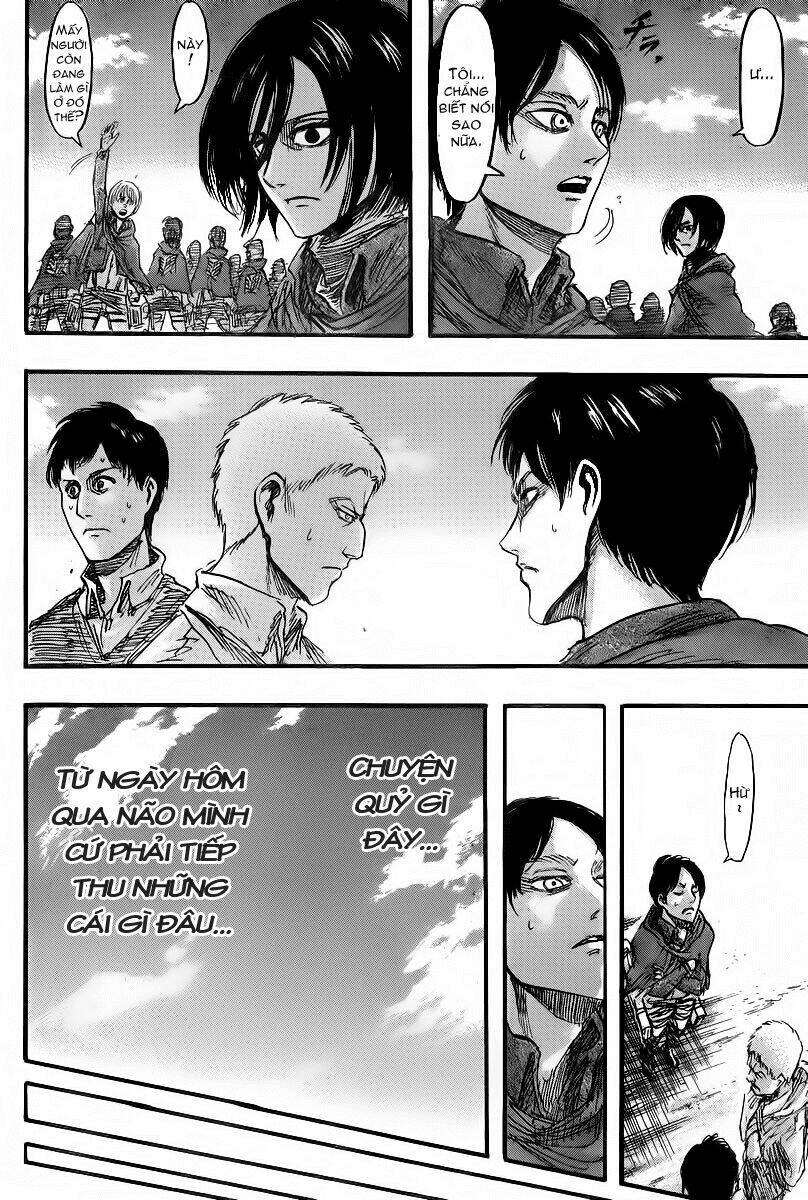 Ư...
TÔI...
CHẲNG
BIẾT NÓI
SAO
NỮA.
NÀY
!
MẤY
NGƯỜI
CÒN
ĐANG
LÀM GÌ
Ở ĐÓ
THẾ?
HỪ
~
CHUYỆN
QUỶ GÌ
ĐÂY...
TỪ NGÀY HÔM
QUA NÃO MÌNH
CỨ PHẢI TIẾP
THU NHỮNG
CÁI GÌ ĐÂU...